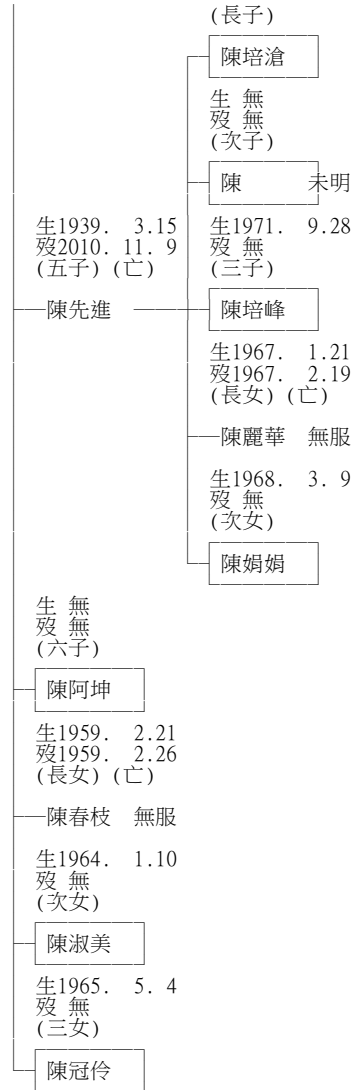 (長子)
陳培滄
生 無
歿 無
(次子)
陳 未明
生1939. 3.15
歿2010. 11. 9
(五子) (亡)
陳先進
生1971. 9.28
歿 無
(三子)
陳培峰
生1967. 1.21
歿1967. 2.19
(長女) (亡)
陳麗華 無服
生1968. 3. 9
歿 無
(次女)
陳娟娟
生 無
歿 無
(六子)
陳阿坤
生1959. 2.21
歿1959. 2.26
(長女) (亡)
陳春枝 無服
生1964. 1.10
歿 無
(次女)
陳淑美
生1965. 5. 4
歿 無
(三女)
陳冠伶